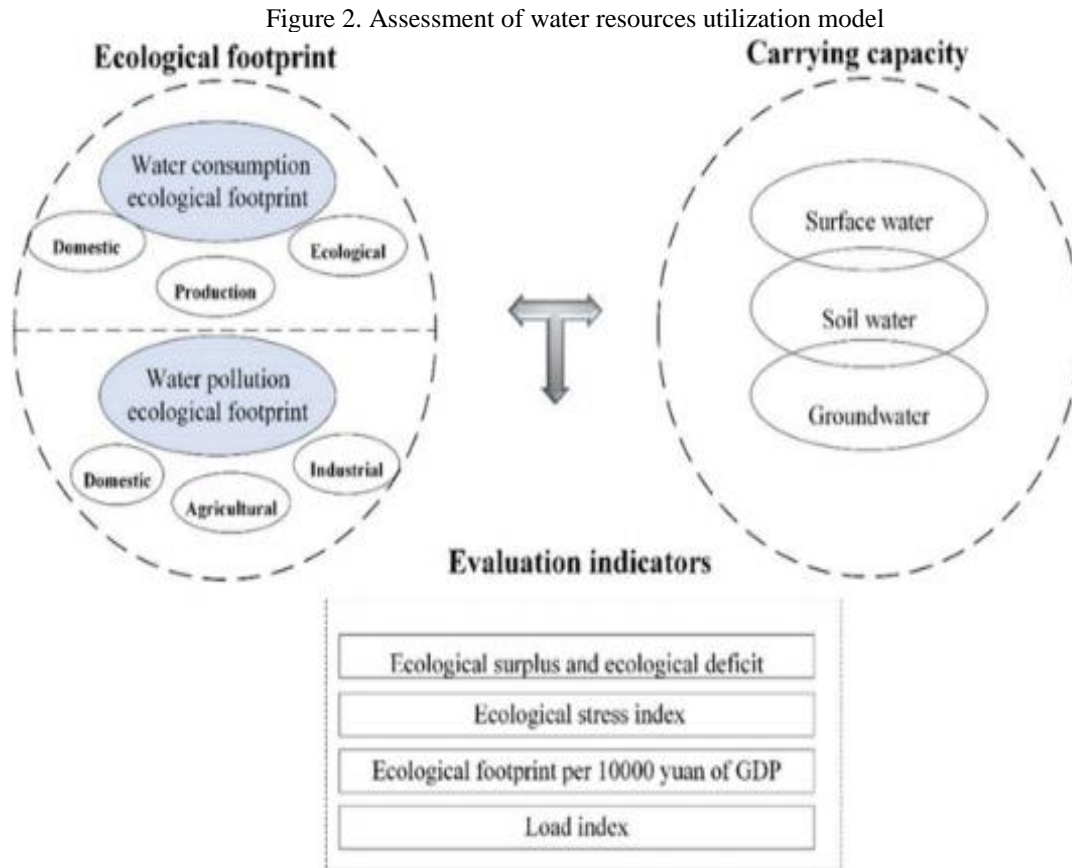 Figure 2. Assessment of water resources utilization model
Ecological footprint
Water consumption
ecological footprint
Domestic
Ecological
Production
Water pollution
ecological footprint
Domestic
Industrial
Agricultural
Carrying capacity
Surface water
Soil water
Groundwater
Evaluation indicators
Ecological surplus and ecological deficit
Ecological stress index
Ecological footprint per 10000 yuan of GDP
Load index